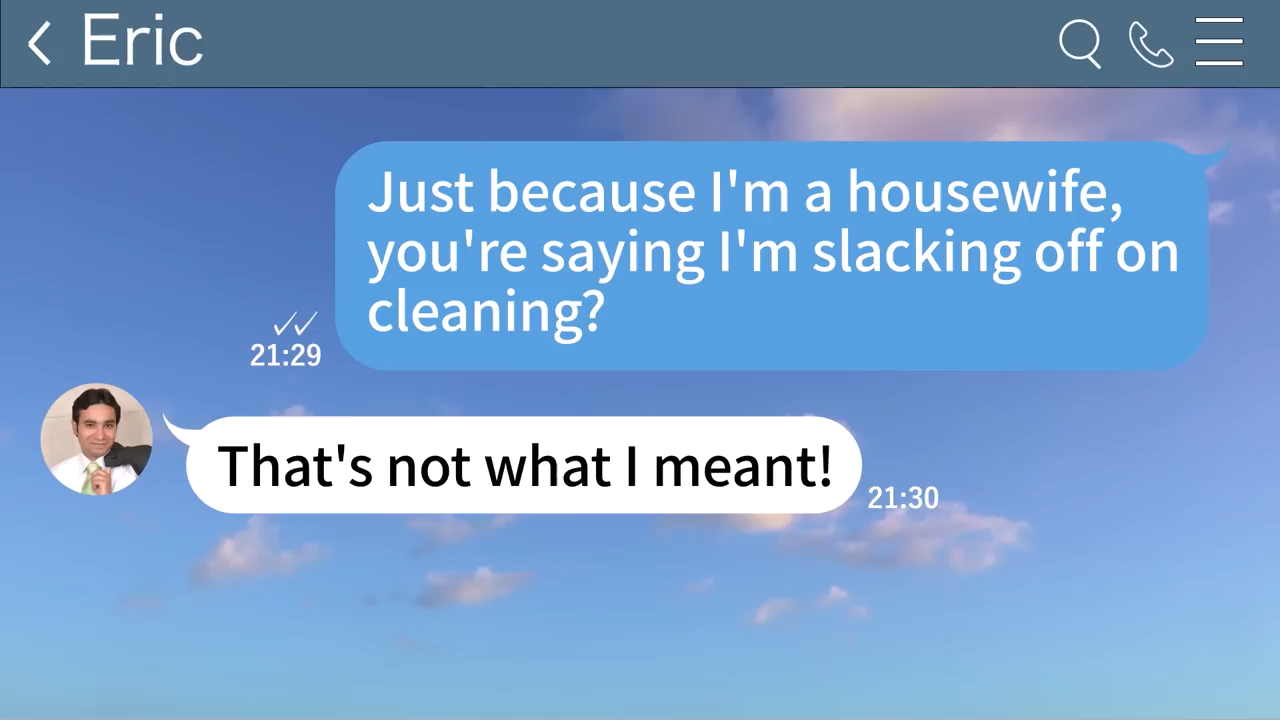 Eric
Just because I'm a housewife,
you're saying I'm slacking off on
cleaning?
21:29
That's not what I meant!
21:30